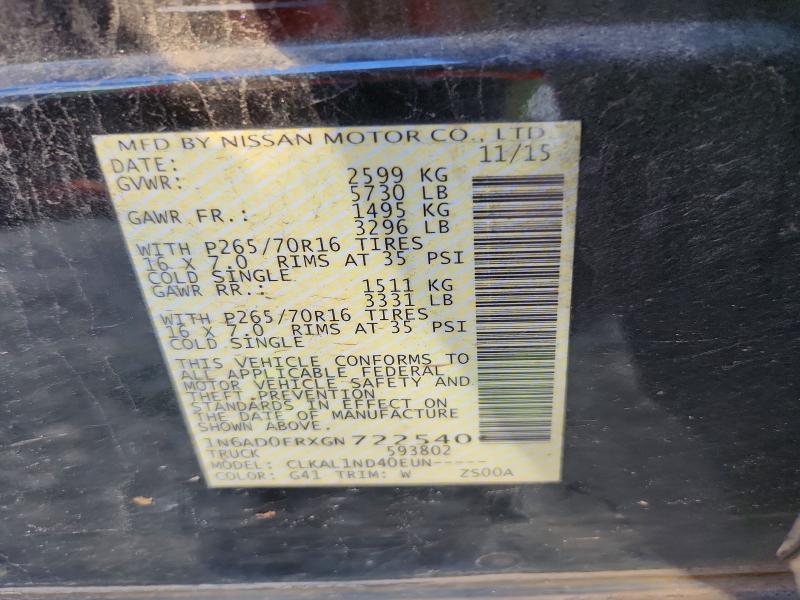 MFD BY NISSAN MOTOR CO., LTD
DATE: 11/15
GVWR: 2599 KG
5730 LB
GAWR FR.: 1495 KG
3296 LB
WITH P265/70R16 TIRES
16 X 7.0 RIMS AT 35 PSI
COLD SINGLE
GAWR RR.: 1511 KG
3331 LB
WITH P265/70R16 TIRES
16 X 7.0 RIMS AT 35 PSI
COLD SINGLE
THIS VEHICLE CONFORMS TO
ALL APPLICABLE FEDERAL
MOTOR VEHICLE SAFETY AND
THEFT PREVENTION
STANDARDS IN EFFECT ON
THE DATE OF MANUFACTURE
SHOWN ABOVE.
1N6AD0FRXGN722540
TRUCK 593802
MODEL: CLKAL1ND40EUN-----
COLOR: G41 TRIM: W ZS00A